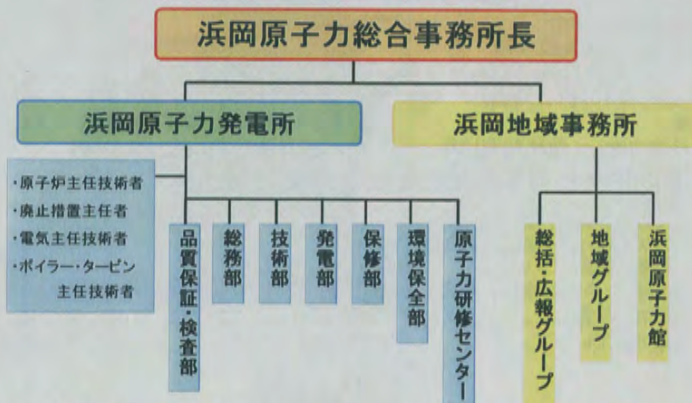 浜岡原子力総合事務所長
浜岡原子力発電所
浜岡地域事務所
・原子炉主任技術者
・廃止措置主任者
・電気主任技術者
・ボイラー・タービン
主任技術者
品質保証・検査部
総務部
技術部
発電部
保修部
環境保全部
原子力研修センター
総括・広報グループ
地域グループ
浜岡原子力館